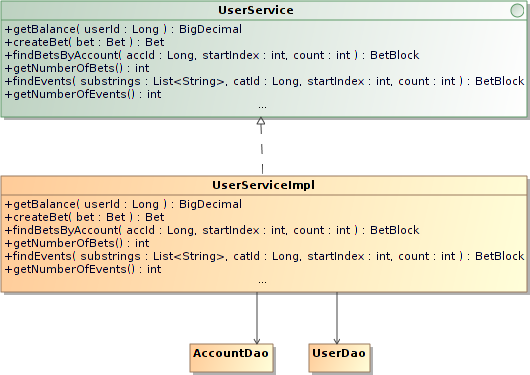 UserService
+getBalance( userId : Long ) : BigDecimal
+createBet( bet : Bet ) : Bet
+findBetsByAccount( accId : Long, startIndex : int, count : int ) : BetBlock
+getNumberOfBets() : int
+findEvents( substrings : List<String>, catId : Long, startIndex : int, count : int ) : BetBlock
+getNumberOfEvents() : int
...
UserServiceImpl
+getBalance( userId : Long ) : BigDecimal
+createBet( bet : Bet ) : Bet
+findBetsByAccount( accId : Long, startIndex : int, count : int ) : BetBlock
+getNumberOfBets() : int
+findEvents( substrings : List<String>, catId : Long, startIndex : int, count : int ) : BetBlock
+getNumberOfEvents() : int
...
AccountDao
UserDao